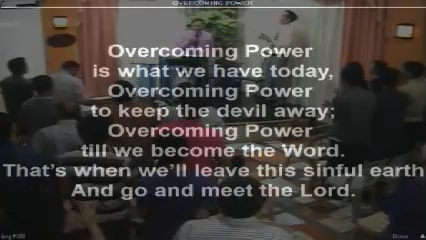 OVERCOMING POWER
Overcoming Power
is what we have today,
Overcoming Power
to keep the devil away;
Overcoming Power
till we become the Word.
That's when we'll leave this sinful earth
And go and meet the Lord.
Chorus